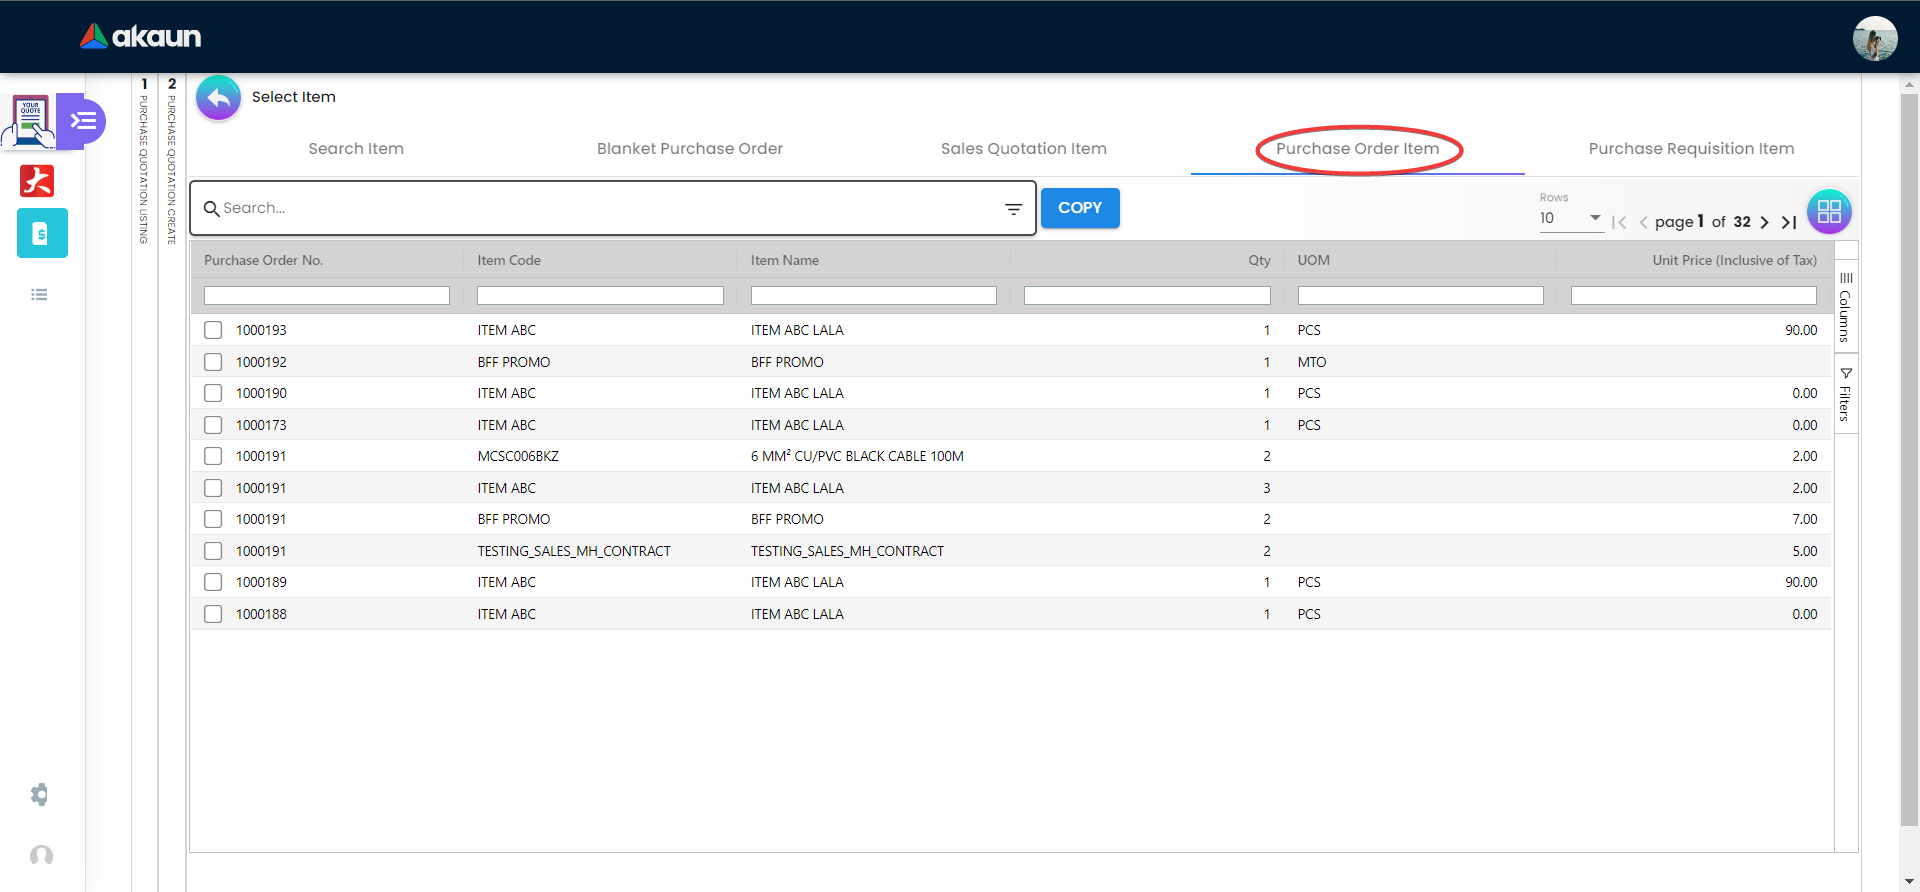 akaun
YOUR
QUOTE
1 PURCHASE QUOTATION LISTING
2 PURCHASE QUOTATION CREATE
Select Item
Search Item Blanket Purchase Order Sales Quotation Item Purchase Order Item Purchase Requisition Item
Search... COPY Rows 10 page 1 of 32
Purchase Order No. Item Code Item Name Qty UOM Unit Price (Inclusive of Tax)
1000193 ITEM ABC ITEM ABC LALA 1 PCS 90.00
1000192 BFF PROMO BFF PROMO 1 MTO
1000190 ITEM ABC ITEM ABC LALA 1 PCS 0.00
1000173 ITEM ABC ITEM ABC LALA 1 PCS 0.00
1000191 MCSC006BKZ 6 MM² CU/PVC BLACK CABLE 100M 2 2.00
1000191 ITEM ABC ITEM ABC LALA 3 2.00
1000191 BFF PROMO BFF PROMO 2 7.00
1000191 TESTING_SALES_MH_CONTRACT TESTING_SALES_MH_CONTRACT 2 5.00
1000189 ITEM ABC ITEM ABC LALA 1 PCS 90.00
1000188 ITEM ABC ITEM ABC LALA 1 PCS 0.00
Columns
Filters